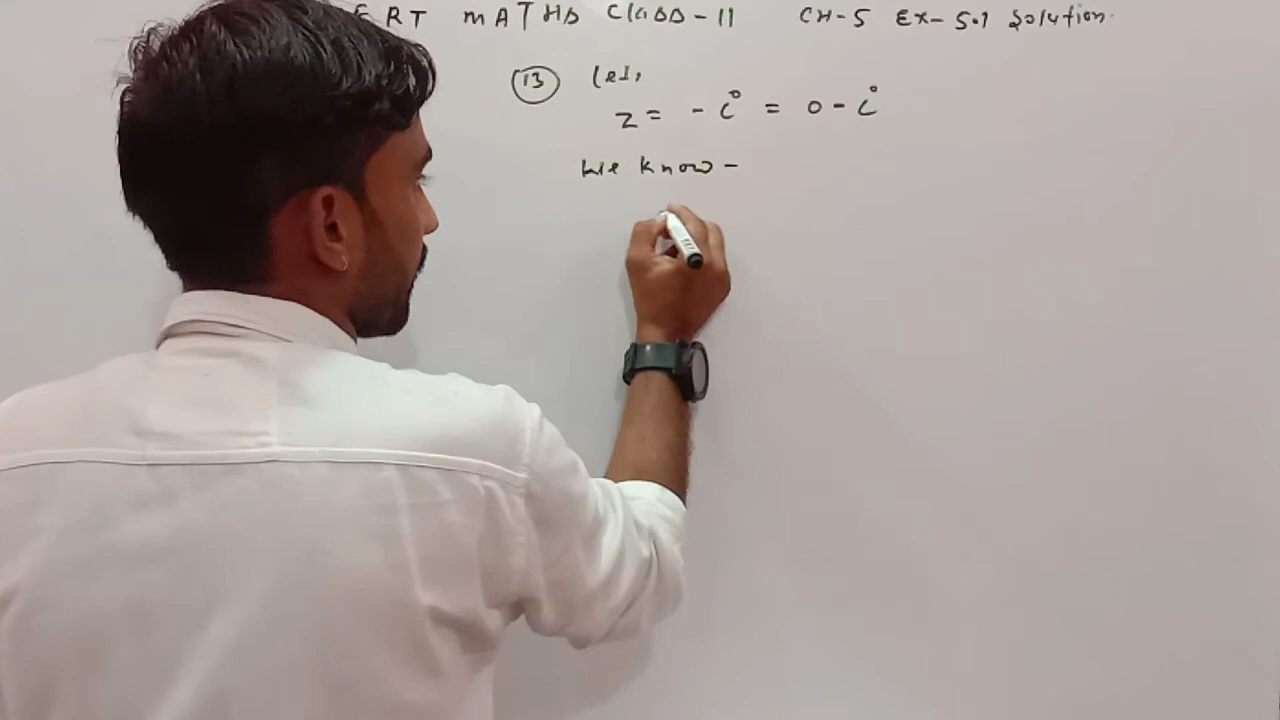 ERT MATHS Class-11 CH-5 Ex-5.1 Solution.
13 Let,
z = - i = 0 - i
We know -